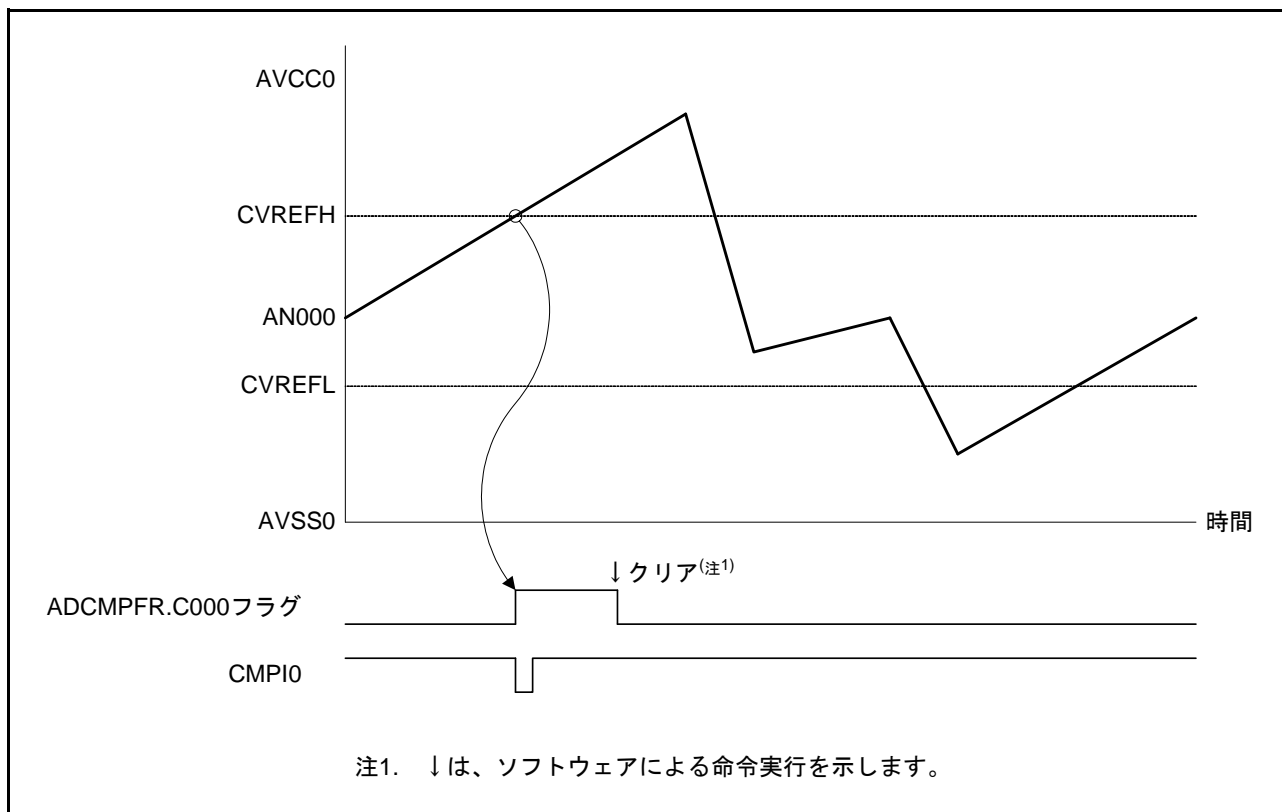 AVCC0
CVREFH
AN000
CVREFL
AVSS0
時間
↓クリア(注1)
ADCMPFR.C000フラグ
CMPI0
注1. ↓は、ソフトウェアによる命令実行を示します。